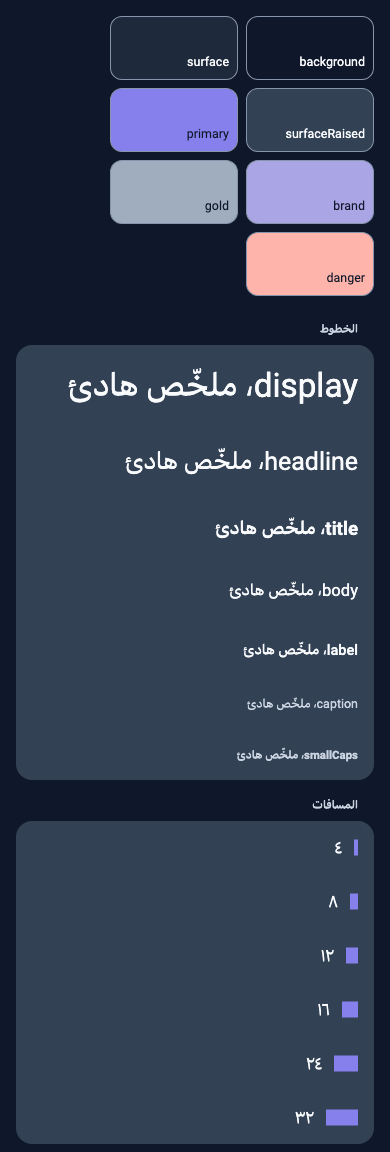 background
surface
surfaceRaised
primary
brand
gold
danger
الخطوط
display، ملخّص هادئ
headline، ملخّص هادئ
title، ملخّص هادئ
body، ملخّص هادئ
label، ملخّص هادئ
caption، ملخّص هادئ
smallCaps، ملخّص هادئ
المسافات
٤
٨
١٢
١٦
٢٤
٣٢